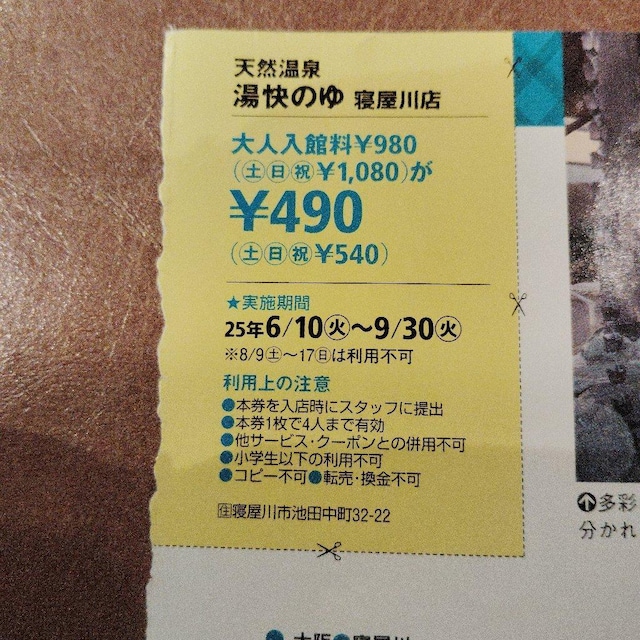 天然温泉
湯快のゆ 寝屋川店
大人入館料¥980
(㊏㊐㊗¥1,080)が
¥490
(㊏㊐㊗¥540)
★実施期間
25年6/10㊋~9/30㊋
※8/9㊏~17㊐は利用不可
利用上の注意
●本券を入店時にスタッフに提出
●本券1枚で4人まで有効
●他サービス・クーポンとの併用不可
●小学生以下の利用不可
●コピー不可●転売・換金不可
住寝屋川市池田中町32-22
多彩
分かれ